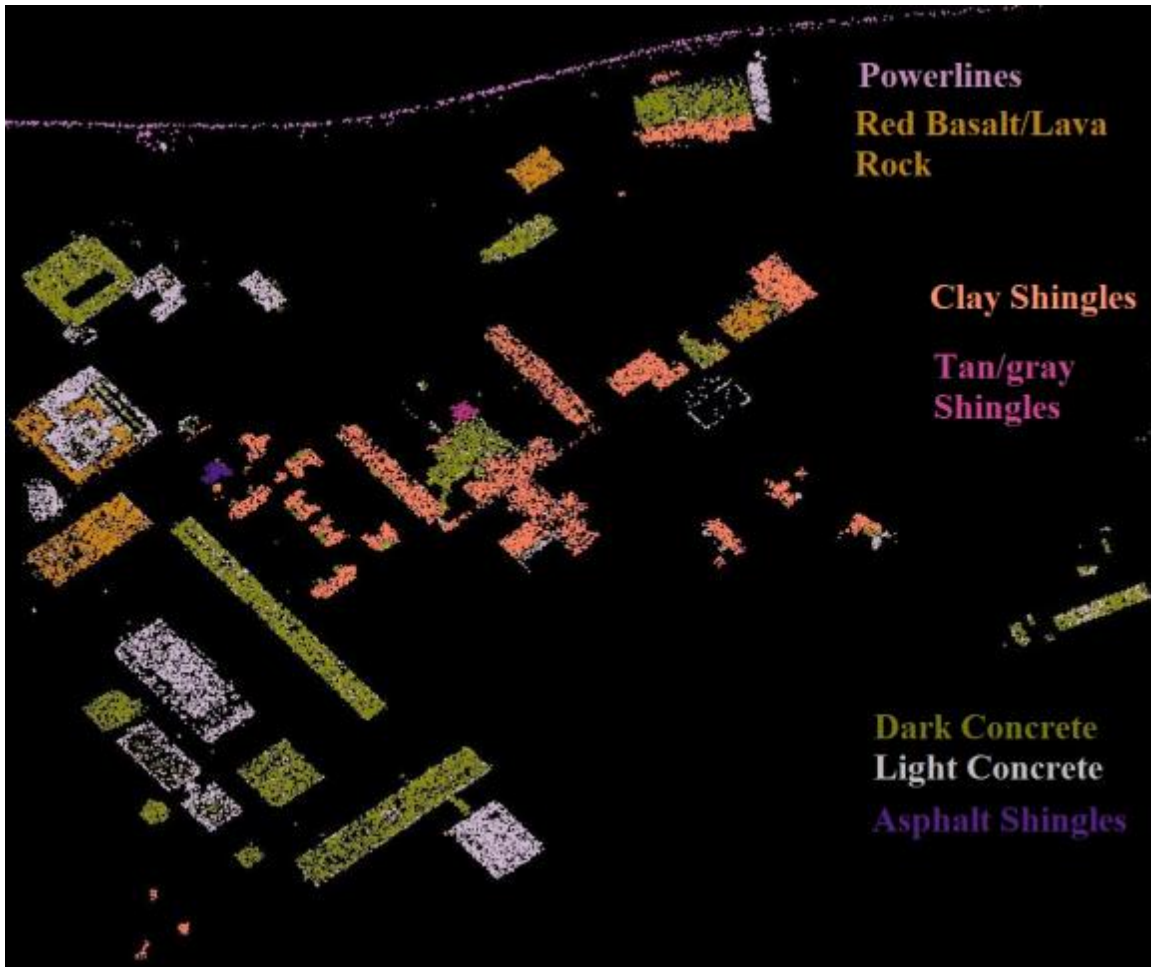 Powerlines
Red Basalt/Lava
Rock
Clay Shingles
Tan/gray
Shingles
Dark Concrete
Light Concrete
Asphalt Shingles